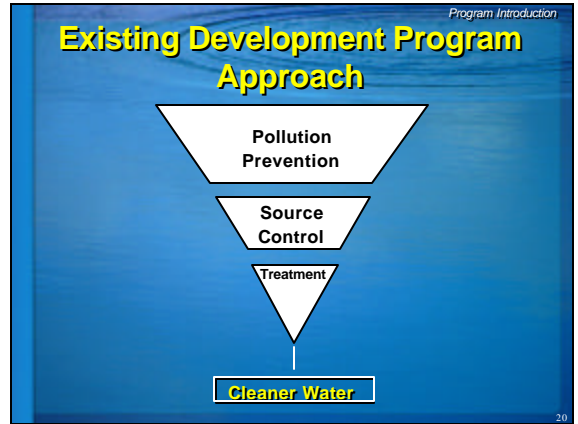 Program Introduction
Existing Development Program
Approach
Pollution
Prevention
Source
Control
Treatment
Cleaner Water
20